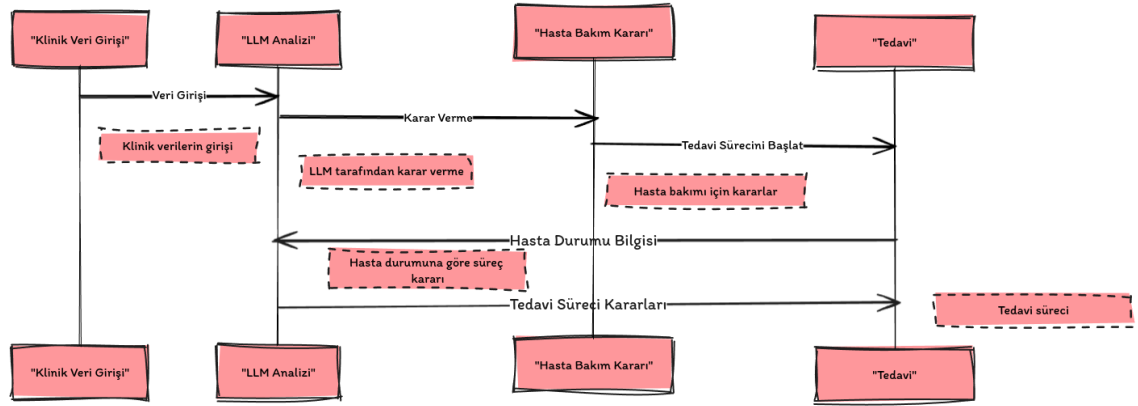 "Klinik Veri Girişi"
"LLM Analizi"
"Hasta Bakım Kararı"
"Tedavi"
Veri Girişi
Karar Verme
Klinik verilerin girişi
Tedavi Sürecini Başlat
LLM tarafından karar verme
Hasta bakımı için kararlar
Hasta Durumu Bilgisi
Hasta durumuna göre süreç
kararı
Tedavi Süreci Kararları
Tedavi süreci
"Klinik Veri Girişi"
"LLM Analizi"
"Hasta Bakım Kararı"
"Tedavi"